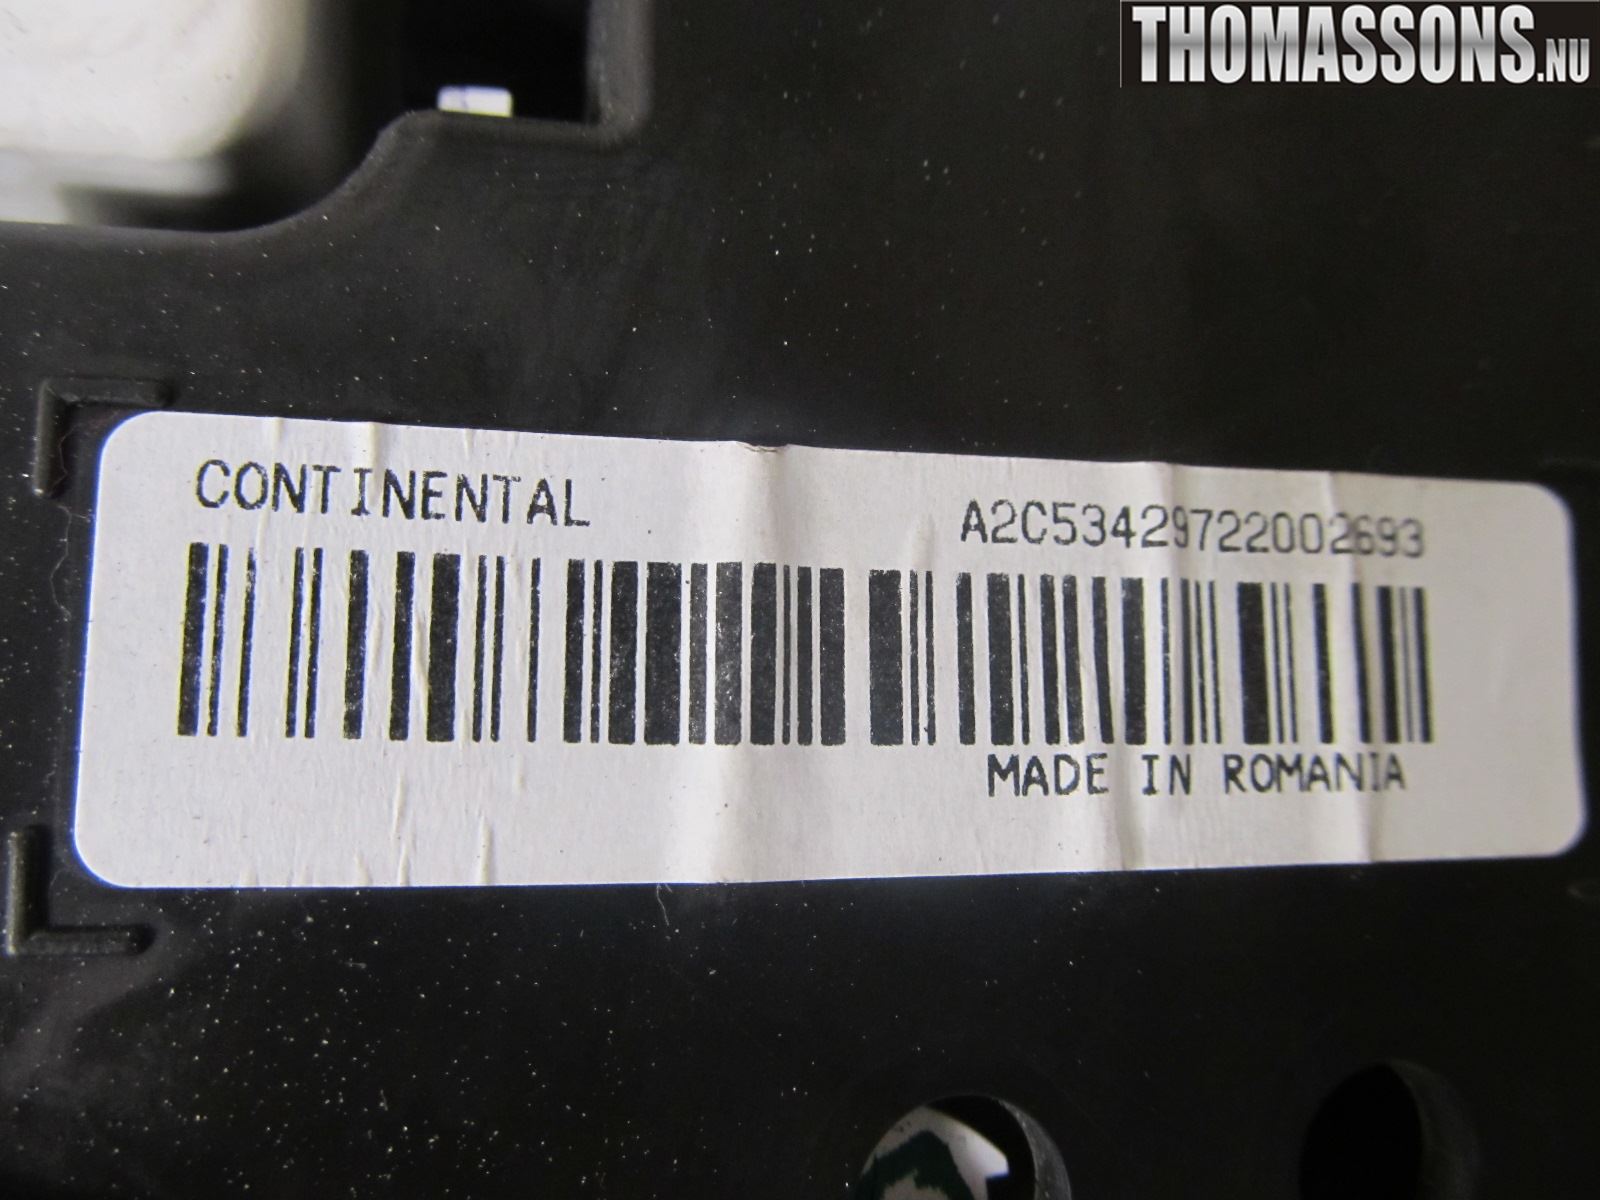 THOMASSONS.NU
CONTINENTAL
A2C53429722002693
MADE IN ROMANIA